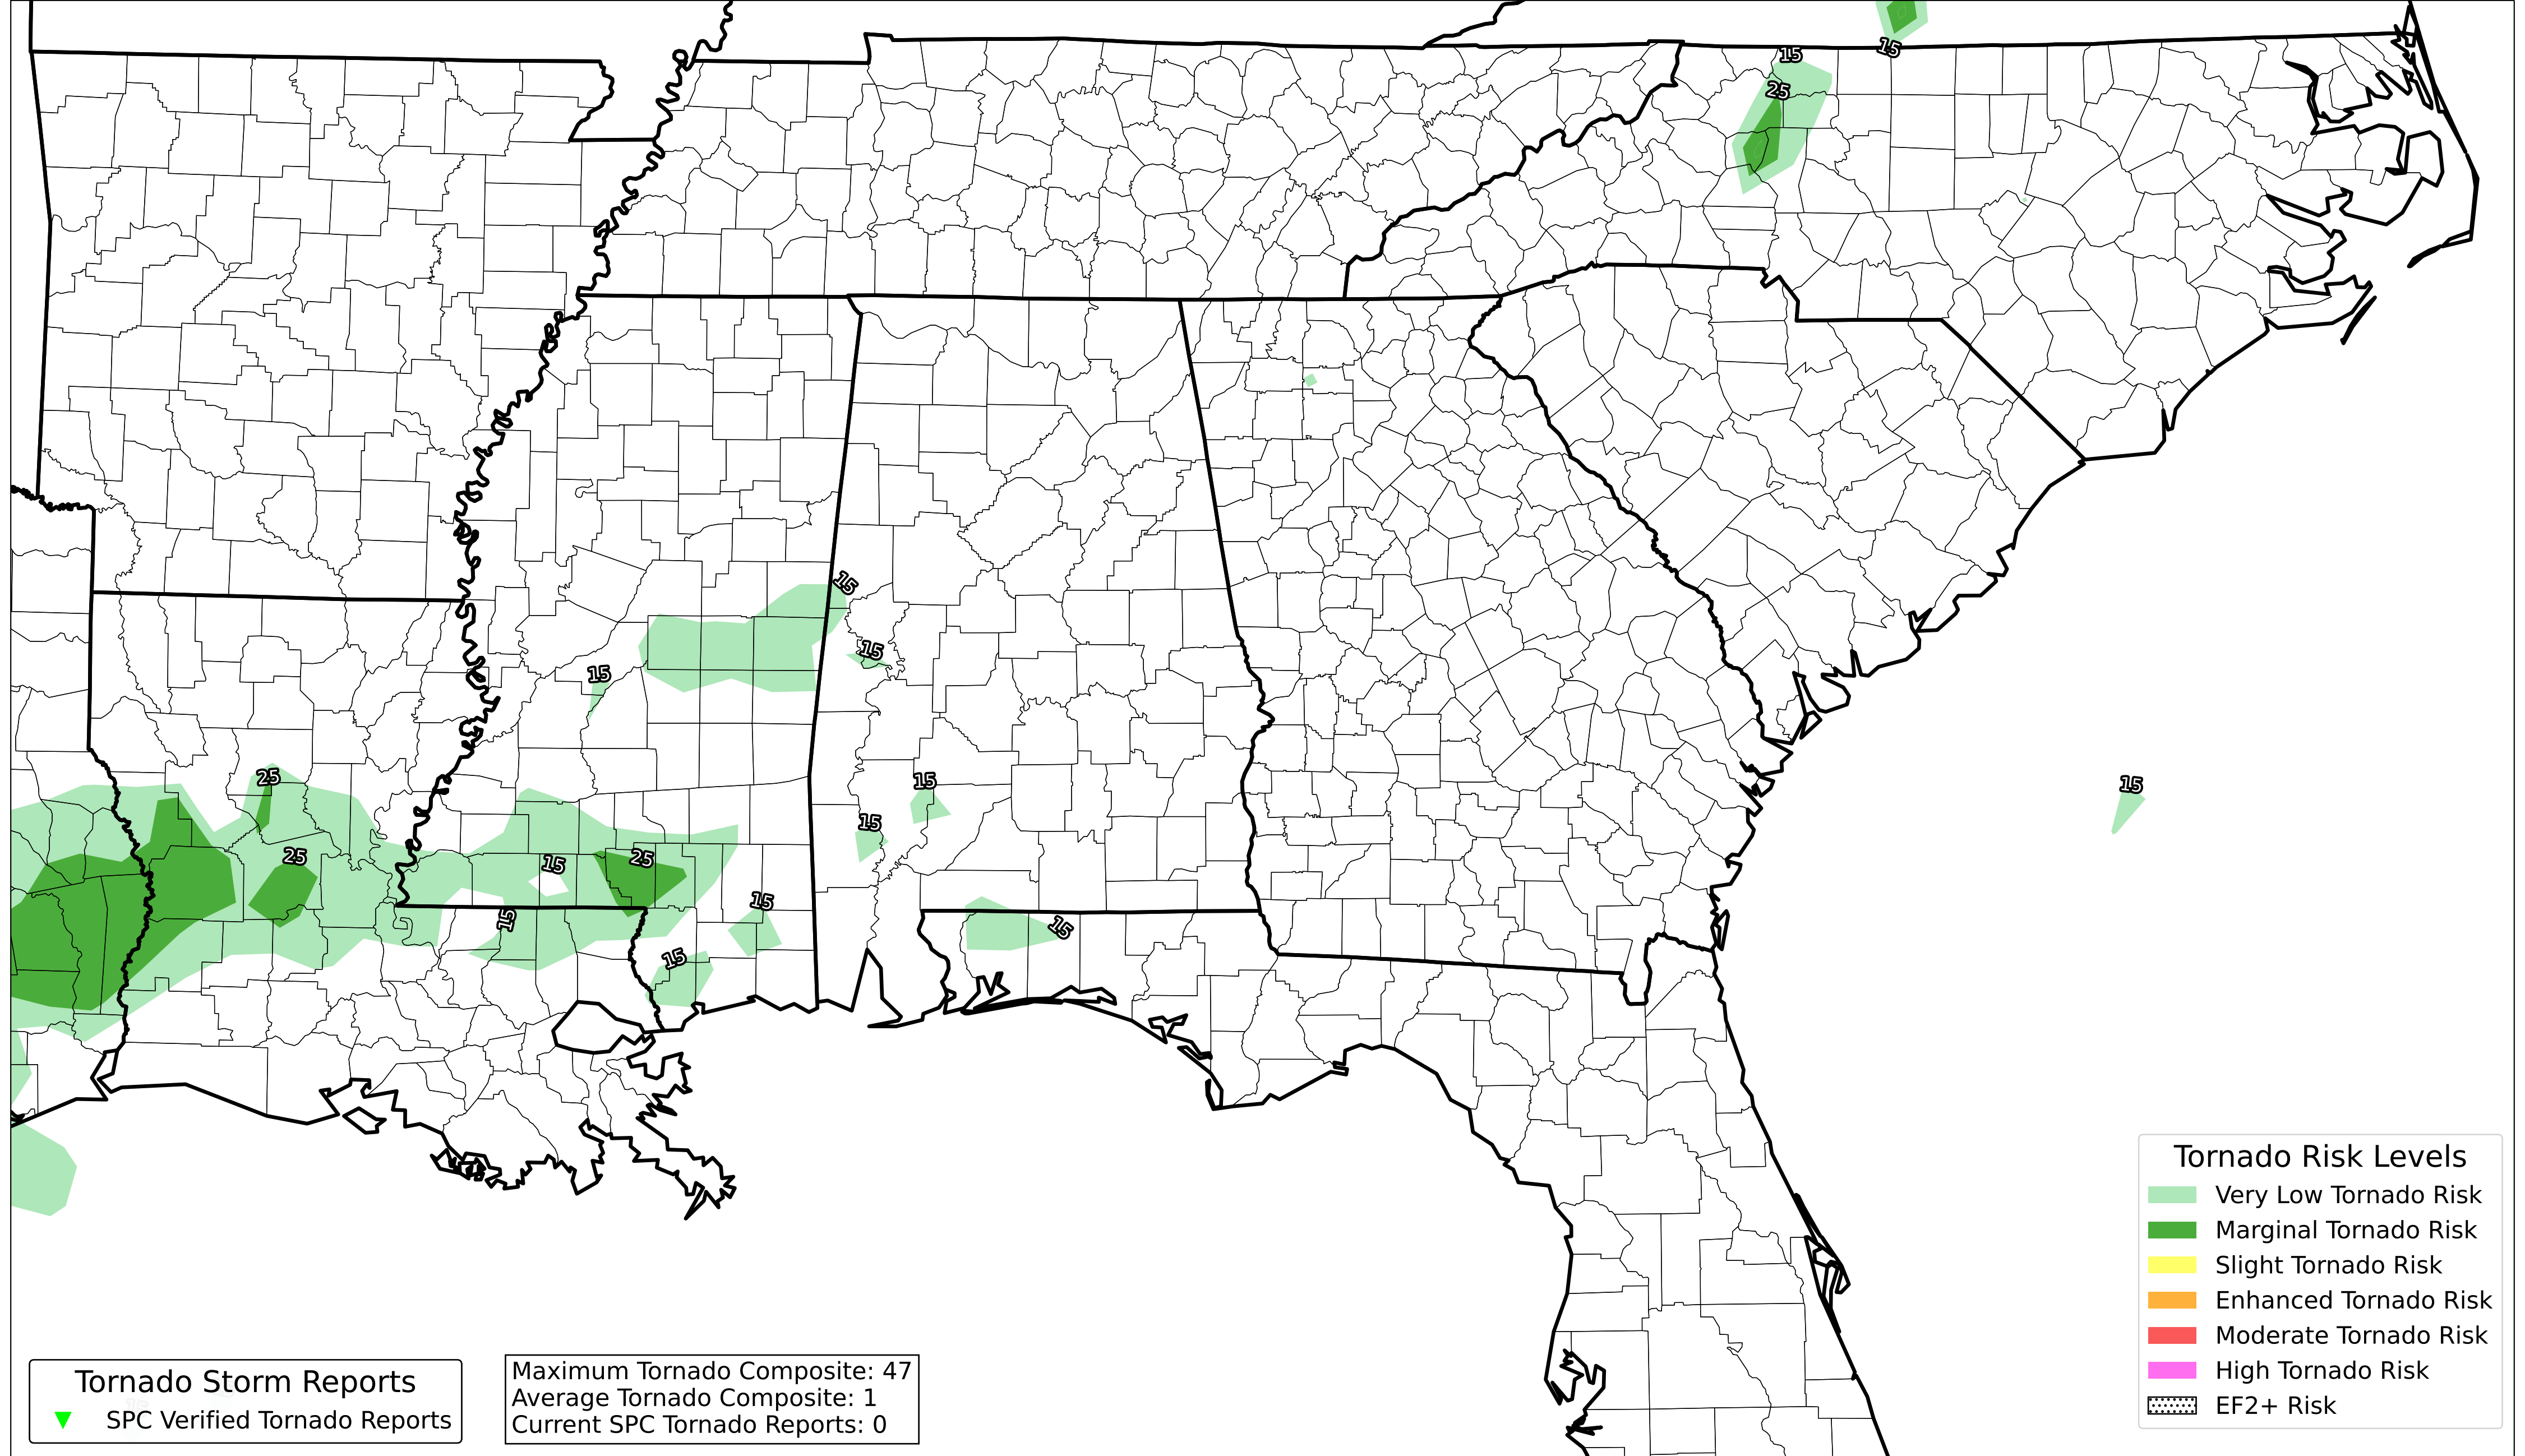 15
15
25
15
15
15
25
15
15
15
15
25
25
15
15
15
15
15
Tornado Risk Levels
Very Low Tornado Risk
Marginal Tornado Risk
Slight Tornado Risk
Enhanced Tornado Risk
Moderate Tornado Risk
High Tornado Risk
EF2+ Risk
Tornado Storm Reports
SPC Verified Tornado Reports
Maximum Tornado Composite: 47
Average Tornado Composite: 1
Current SPC Tornado Reports: 0